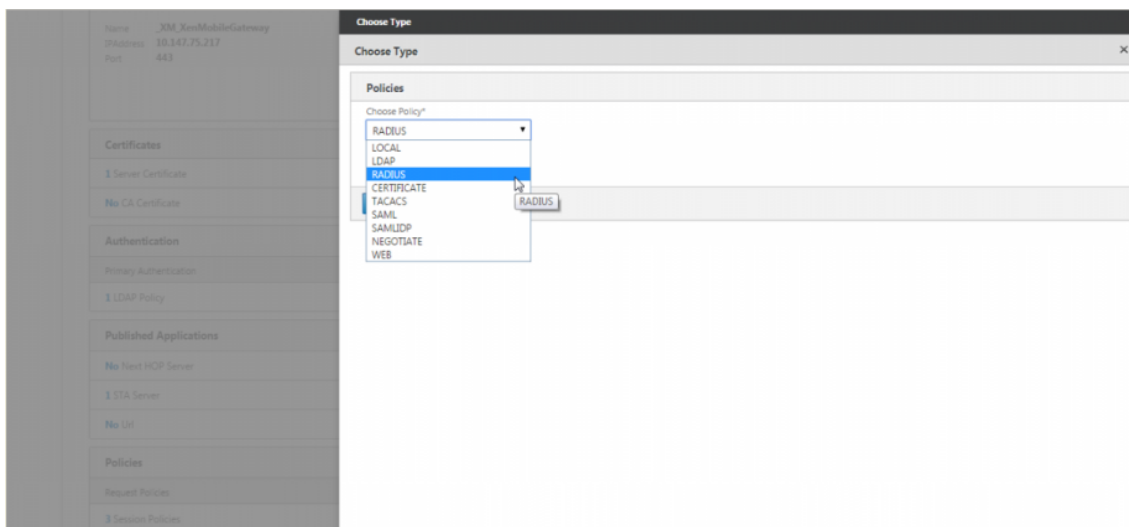 Name _XM_XenMobileGateway
IPAddress 10.147.75.217
Port 443
Certificates
1 Server Certificate
No CA Certificate
Authentication
Primary Authentication
1 LDAP Policy
Published Applications
No Next HOP Server
1 STA Server
No Url
Policies
Request Policies
3 Session Policies
Choose Type
Choose Type ×
Policies
Choose Policy*
RADIUS
LOCAL
LDAP
RADIUS
CERTIFICATE
TACACS
SAML
SAMLIDP
NEGOTIATE
WEB
RADIUS